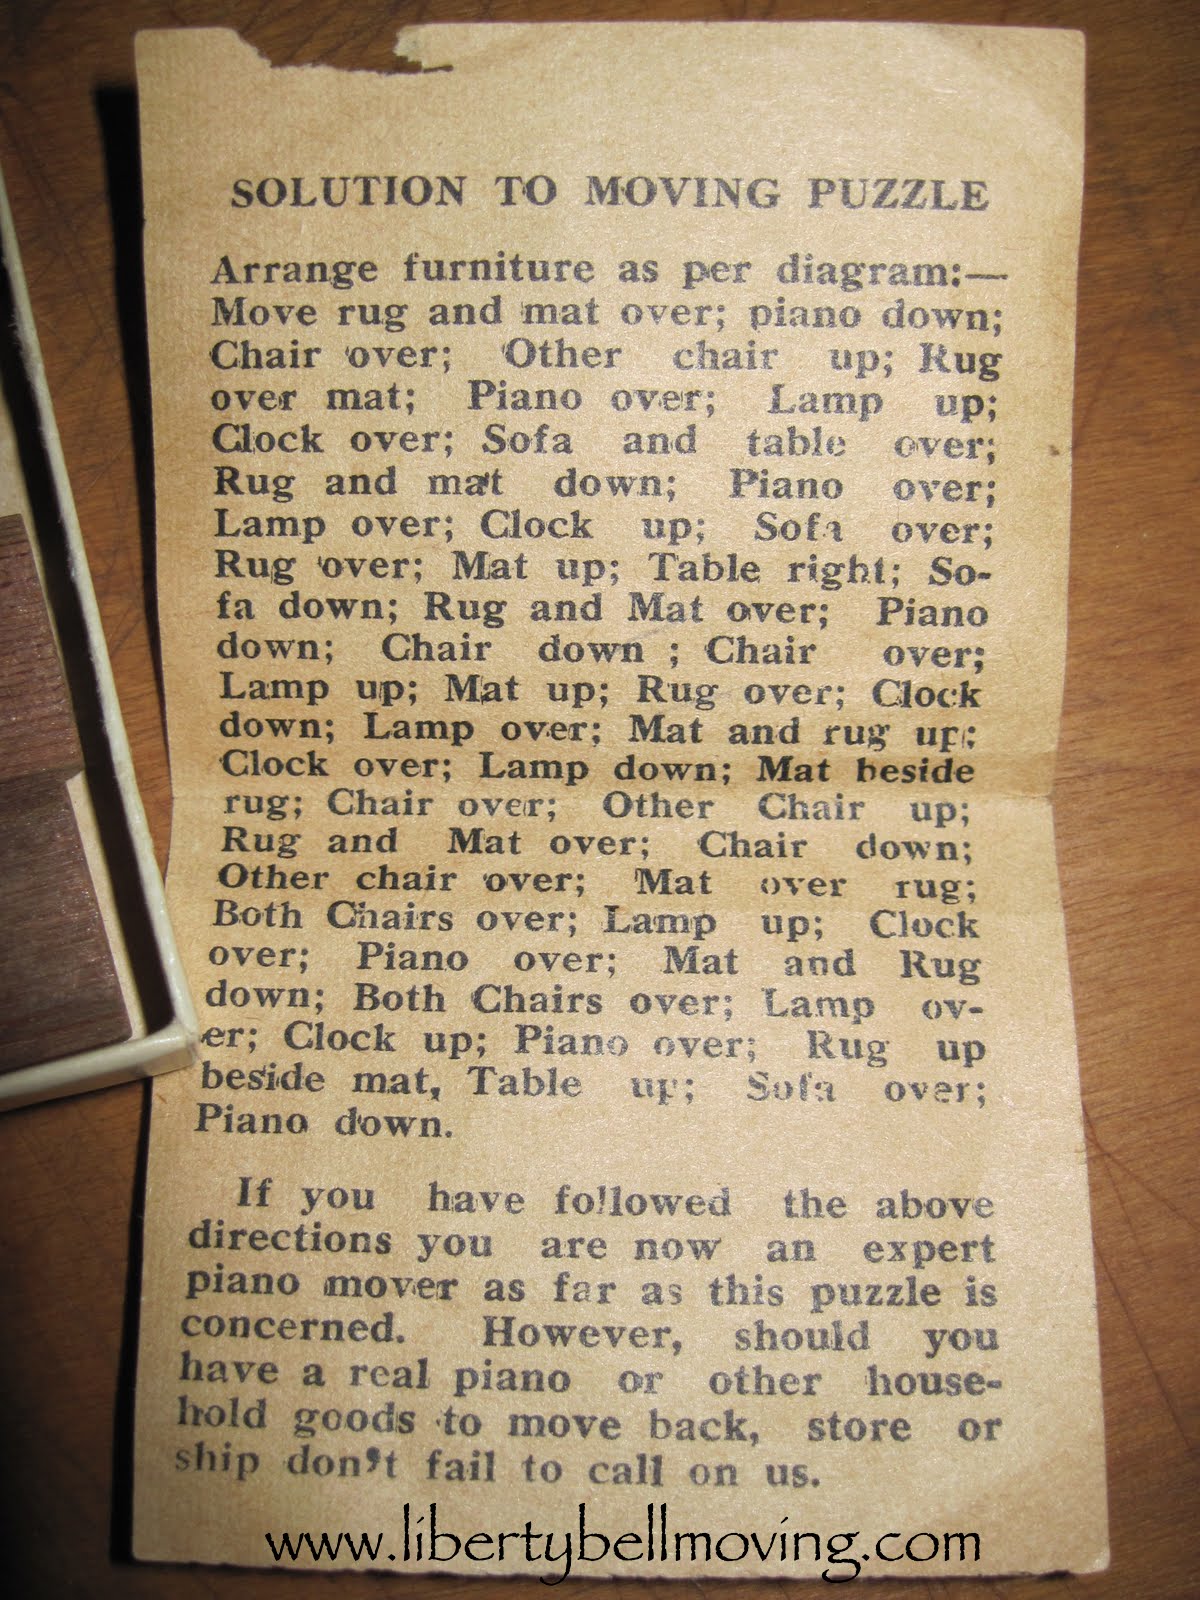 SOLUTION TO MOVING PUZZLE
Arrange furniture as per diagram:—
Move rug and mat over; piano down;
Chair over; Other chair up; Rug
over mat; Piano over; Lamp up;
Clock over; Sofa and table over;
Rug and mat down; Piano over;
Lamp over; Clock up; Sofa over;
Rug over; Mat up; Table right; So-
fa down; Rug and Mat over; Piano
down; Chair down ; Chair over;
Lamp up; Mat up; Rug over; Clock
down; Lamp over; Mat and rug up;
Clock over; Lamp down; Mat beside
rug; Chair over; Other Chair up;
Rug and Mat over; Chair down;
Other chair over; Mat over rug;
Both Chairs over; Lamp up; Clock
over; Piano over; Mat and Rug
down; Both Chairs over; Lamp ov-
er; Clock up; Piano over; Rug up
beside mat, Table up; Sofa over;
Piano down.
If you have followed the above
directions you are now an expert
piano mover as far as this puzzle is
concerned. However, should you
have a real piano or other house-
hold goods to move back, store or
ship don't fail to call on us.
www.libertybellmoving.com